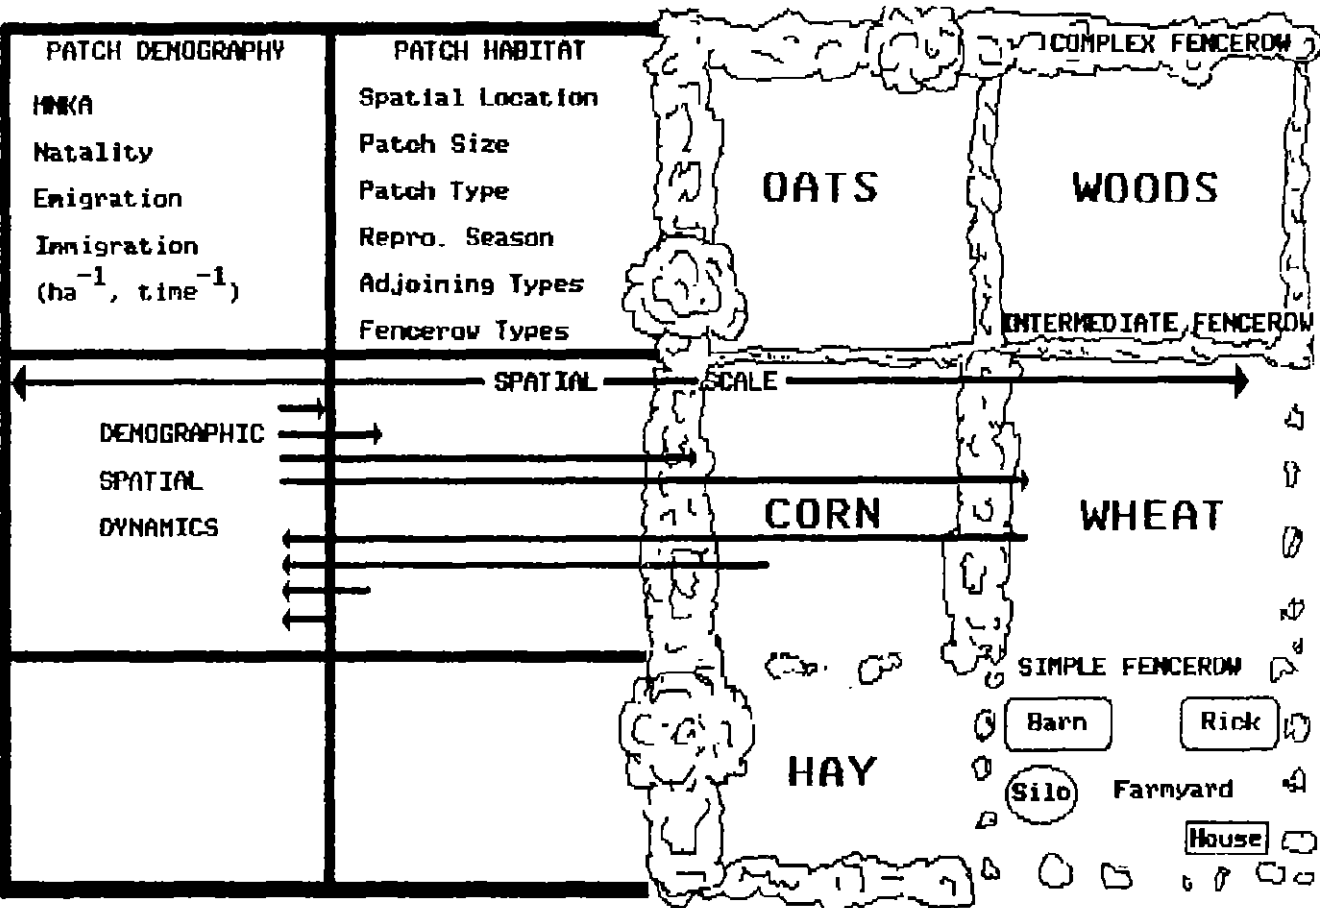 PATCH DEMOGRAPHY
MNKA
Natality
Emigration
Immigration
(ha⁻¹, time⁻¹)
PATCH HABITAT
Spatial Location
Patch Size
Patch Type
Repro. Season
Adjoining Types
Fencerow Types
COMPLEX FENCEROW
OATS
WOODS
INTERMEDIATE FENCEROW
SPATIAL SCALE
DEMOGRAPHIC
SPATIAL
DYNAMICS
CORN
WHEAT
SIMPLE FENCEROW
Barn
Rick
HAY
Silo
Farmyard
House